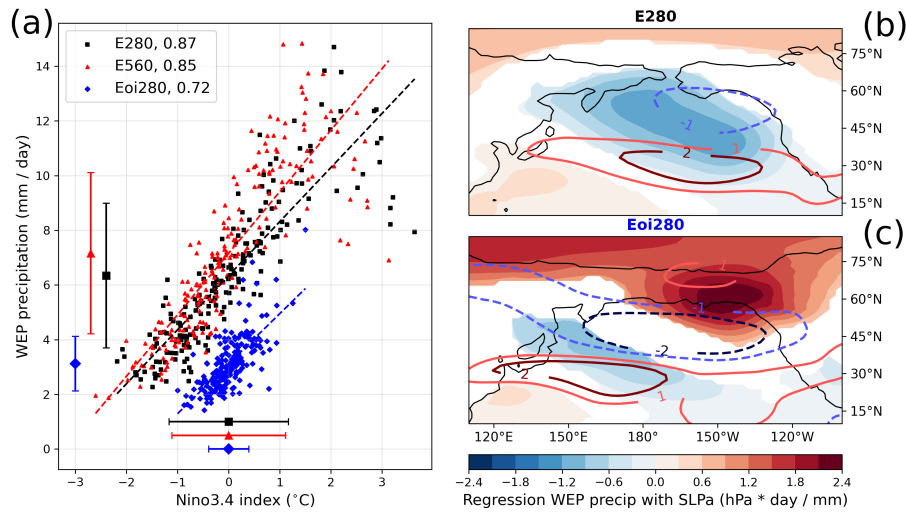 (a)
E280, 0.87
E560, 0.85
Eoi280, 0.72
WEP precipitation (mm / day)
14
12
10
8
6
4
2
0
−3
−2
−1
0
1
2
3
Nino3.4 index (°C)
E280
(b)
75°N
60°N
45°N
30°N
15°N
-1
1
2
Eoi280
(c)
75°N
60°N
45°N
30°N
15°N
1
-1
-2
2
1
120°E
150°E
180°
150°W
120°W
−2.4
−1.8
−1.2
−0.6
0.0
0.6
1.2
1.8
2.4
Regression WEP precip with SLPa (hPa * day / mm)